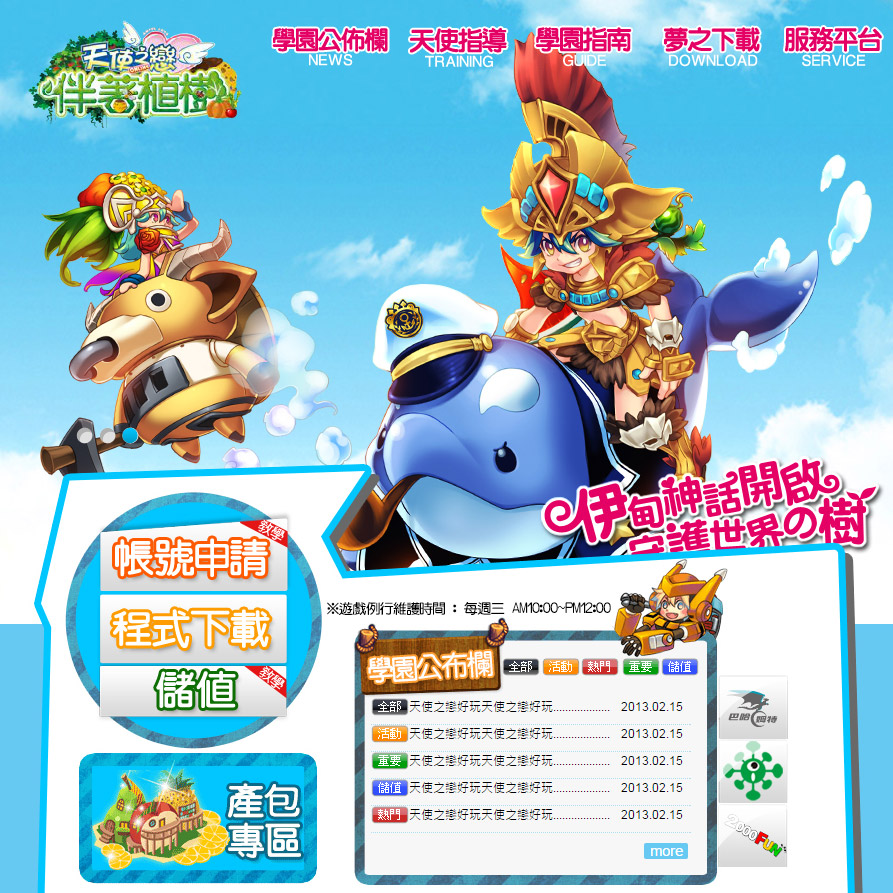 天使之戀
ONLINE
伴著植樹
學園公佈欄
NEWS
天使指導
TRAINING
學園指南
GUIDE
夢之下載
DOWNLOAD
服務平台
SERVICE
伊甸神話開啟
守護世界の樹
帳號申請
教學
程式下載
儲值
教學
產包
專區
※遊戲例行維護時間 : 每週三 AM10:00~PM12:00
學園公布欄
全部 活動 熱門 重要 儲值
全部 天使之戀好玩天使之戀好玩................... 2013.02.15
活動 天使之戀好玩天使之戀好玩................... 2013.02.15
重要 天使之戀好玩天使之戀好玩................... 2013.02.15
儲值 天使之戀好玩天使之戀好玩................... 2013.02.15
熱門 天使之戀好玩天使之戀好玩................... 2013.02.15
more
巴哈姆特
2000FUN